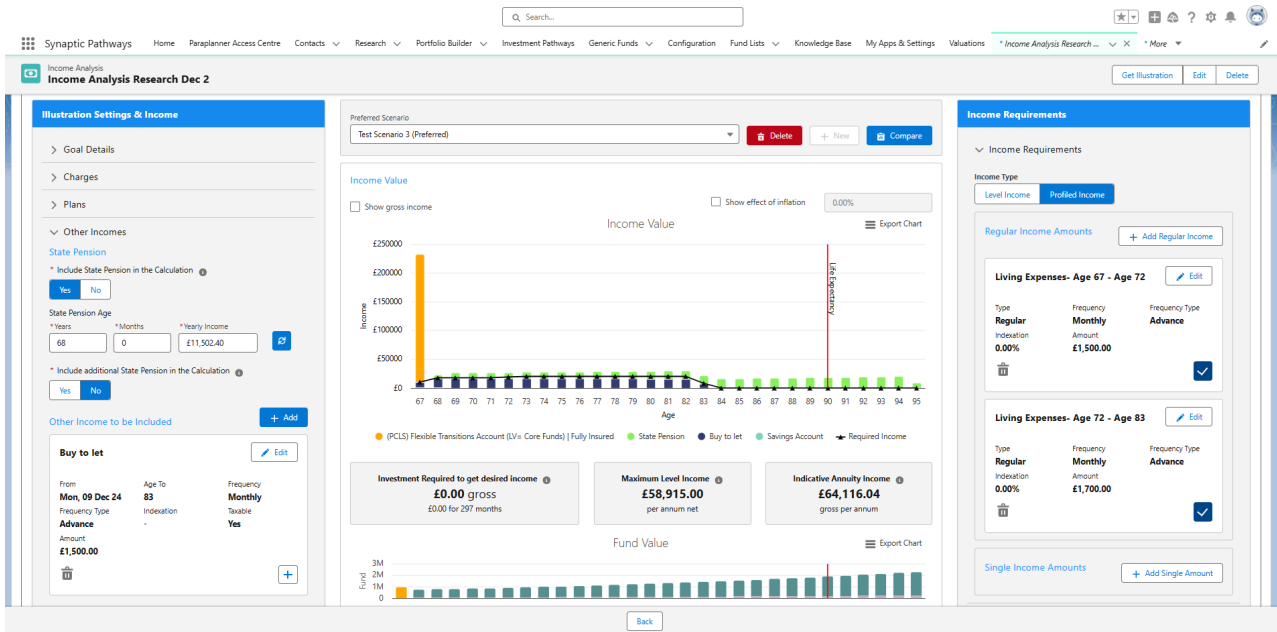 Search...
Synaptic Pathways Home Paraplanner Access Centre Contacts Research Portfolio Builder Investment Pathways Generic Funds Configuration Fund Lists Knowledge Base My Apps & Settings Valuations * Income Analysis Research ... * More
Income Analysis
Income Analysis Research Dec 2
Get Illustration Edit Delete
Illustration Settings & Income
Goal Details
Charges
Plans
Other Incomes
State Pension
* Include State Pension in the Calculation
Yes No
State Pension Age
*Years *Months *Yearly Income
68 0 £11,502.40
* Include additional State Pension in the Calculation
Yes No
Other Income to be Included
+ Add
Buy to let
Edit
From Age To Frequency
Mon, 09 Dec 24 83 Monthly
Frequency Type Indexation Taxable
Advance - Yes
Amount
£1,500.00
Preferred Scenario
Test Scenario 3 (Preferred)
Delete + New Compare
Income Value
Show gross income
Show effect of inflation 0.00%
Income Value
Export Chart
£250000
£200000
£150000
£100000
£50000
£0
Income
Life Expectancy
67 68 69 70 71 72 73 74 75 76 77 78 79 80 81 82 83 84 85 86 87 88 89 90 91 92 93 94 95
Age
(PCLS) Flexible Transitions Account (LV= Core Funds) | Fully Insured State Pension Buy to let Savings Account Required Income
Investment Required to get desired income
£0.00 gross
£0.00 for 297 months
Maximum Level Income
£58,915.00
per annum net
Indicative Annuity Income
£64,116.04
gross per annum
Fund Value
Export Chart
3M
2M
1M
0
Fund
Income Requirements
Income Requirements
Income Type
Level Income Profiled Income
Regular Income Amounts
+ Add Regular Income
Living Expenses- Age 67 - Age 72
Edit
Type Frequency Frequency Type
Regular Monthly Advance
Indexation Amount
0.00% £1,500.00
Living Expenses- Age 72 - Age 83
Edit
Type Frequency Frequency Type
Regular Monthly Advance
Indexation Amount
0.00% £1,700.00
Single Income Amounts
+ Add Single Amount
Back